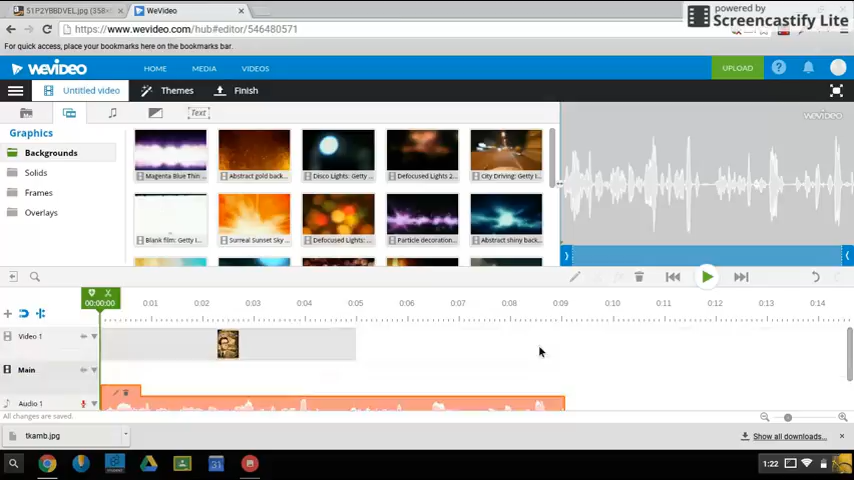 51P2YBBDVEL.jpg (358×
WeVideo
powered by
Screencastify Lite
https://www.wevideo.com/hub#editor/546480571
For quick access, place your bookmarks here on the bookmarks bar.
WEVIDEO
HOME
MEDIA
VIDEOS
UPLOAD
?
Untitled video
Themes
Finish
Text
wevideo
Graphics
Backgrounds
Solids
Frames
Overlays
Magenta Blue Thin ...
Abstract gold back...
Disco Lights: Getty ...
Defocused Lights 2...
City Driving: Getty I...
Blank film: Getty I...
Surreal Sunset Sky ...
Defocused Lights: ...
Particle decoration...
Abstract shiny back...
00:00:00
0:01
0:02
0:03
0:04
0:05
0:06
0:07
0:08
0:09
0:10
0:11
0:12
0:13
0:14
Video 1
Main
Audio 1
All changes are saved.
tkamb.jpg
Show all downloads...
31
1:22